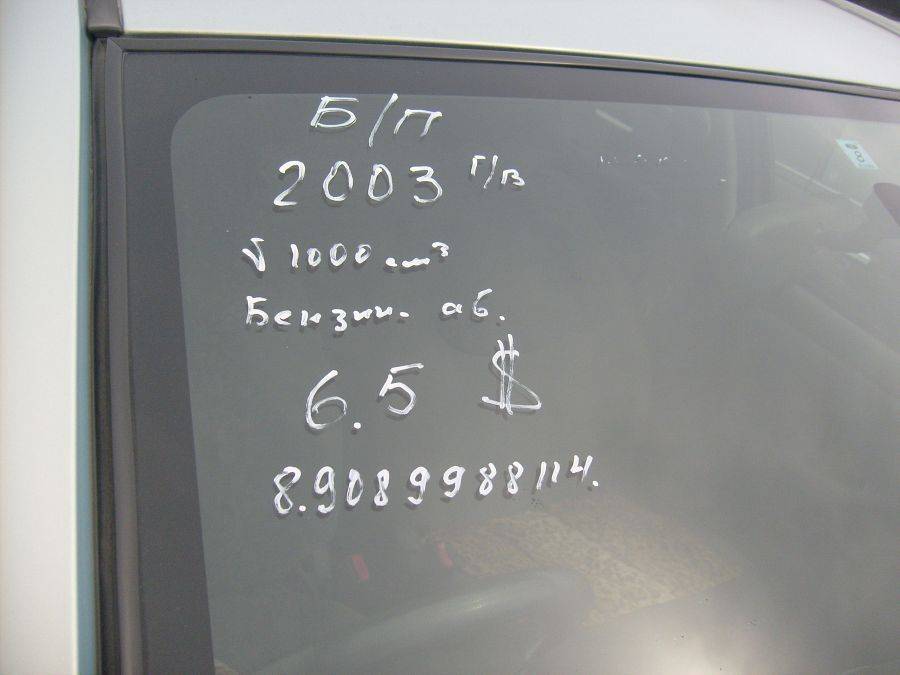 Б/П
2003 г/в
V 1000 см³
Бензин. аб.
6.5 $
8.9089988114.